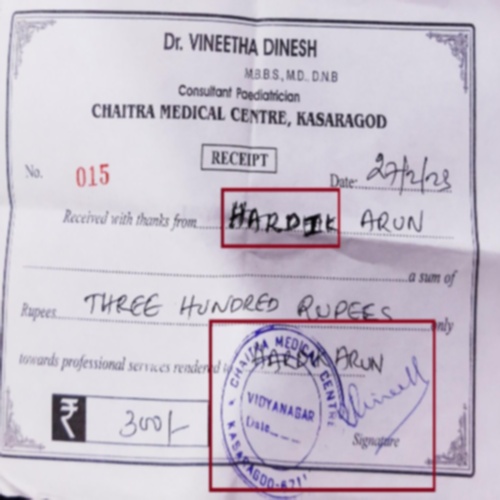 Dr. VINEETHA DINESH
M.B.B.S., M.D., D.N.B
Consultant Paediatrician
CHAITRA MEDICAL CENTRE, KASARAGOD
RECEIPT
No. 015
Date: 27/2/23
Received with thanks from HARDIK ARUN
a sum of
Rupees THREE HUNDRED RUPEES only
towards professional services rendered to HARDIK ARUN
CHAITRA MEDICAL CENTRE
VIDYANAGAR
Date
KASARAGOD-6711
₹ 300/-
Signature